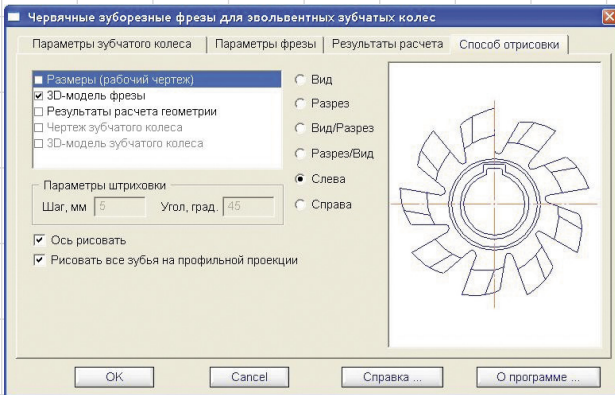 Червячные зуборезные фрезы для эвольвентных зубчатых колес
Параметры зубчатого колеса
Параметры фрезы
Результаты расчета
Способ отрисовки
Размеры (рабочий чертеж)
3D-модель фрезы
Результаты расчета геометрии
Чертеж зубчатого колеса
3D-модель зубчатого колеса
Вид
Разрез
Вид/Разрез
Разрез/Вид
Слева
Справа
Параметры штриховки
Шаг, мм 5 Угол, град. 45
Ось рисовать
Рисовать все зубья на профильной проекции
OK
Cancel
Справка ...
О программе ...